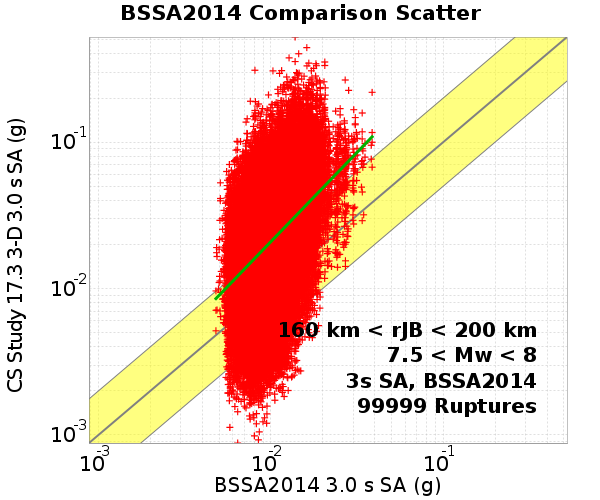 BSSA2014 Comparison Scatter
CS Study 17.3 3-D 3.0 s SA (g)
10-1
10-2
10-3
160 km < rJB < 200 km
7.5 < Mw < 8
3s SA, BSSA2014
99999 Ruptures
10-3 10-2 10-1
BSSA2014 3.0 s SA (g)